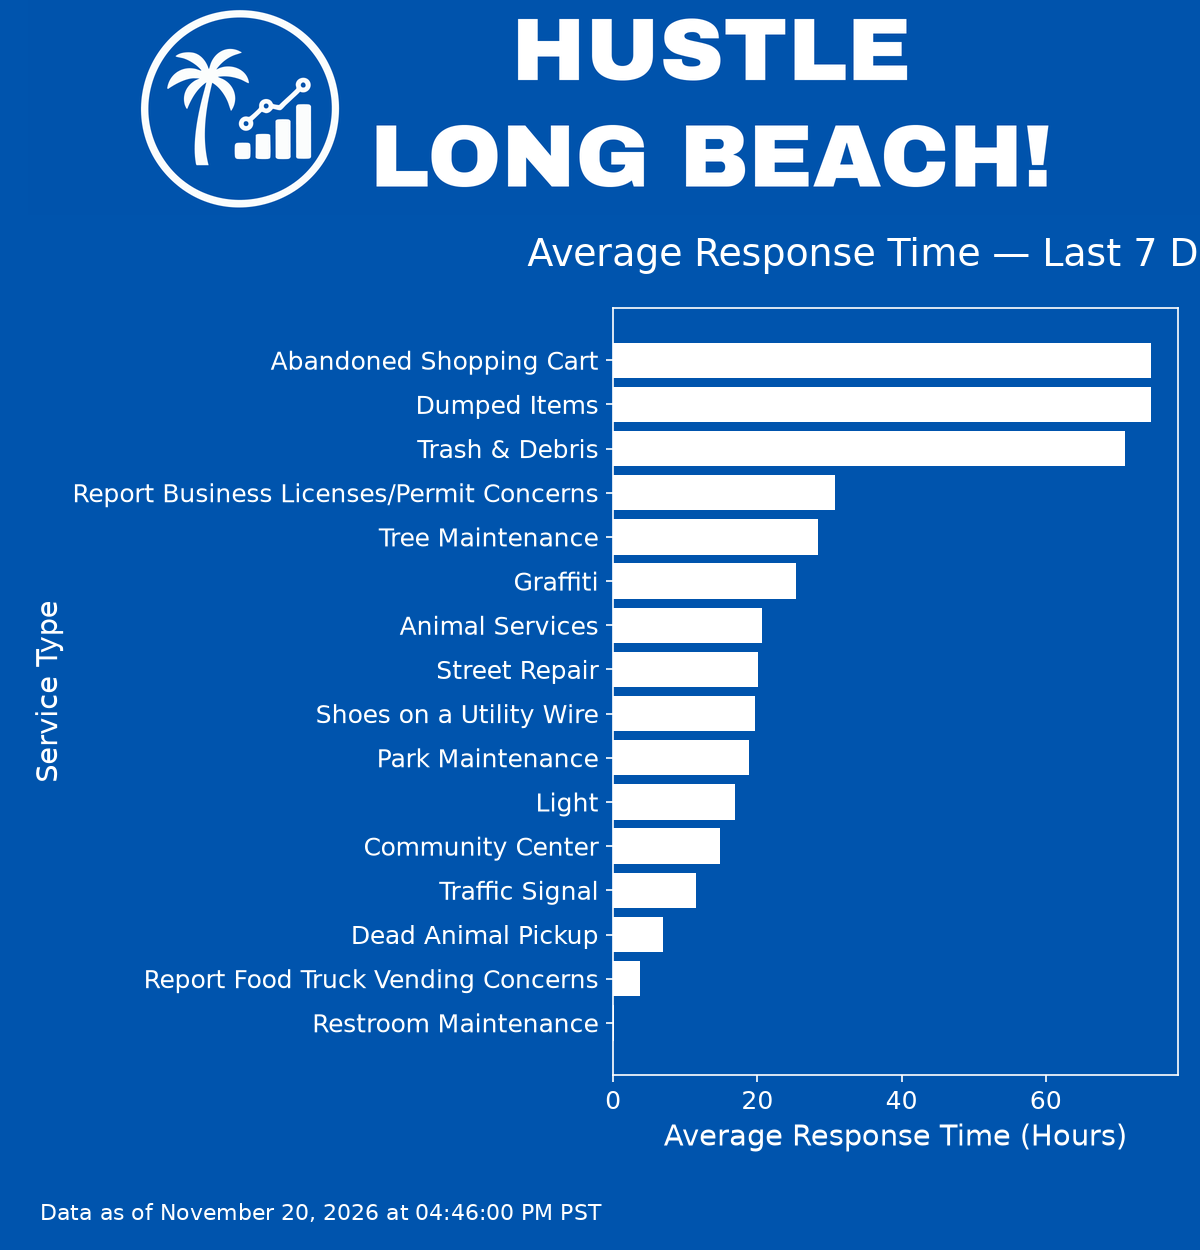 HUSTLE
LONG BEACH!
Average Response Time — Last 7 D
Abandoned Shopping Cart
Dumped Items
Trash & Debris
Report Business Licenses/Permit Concerns
Tree Maintenance
Graffiti
Animal Services
Street Repair
Shoes on a Utility Wire
Park Maintenance
Light
Community Center
Traffic Signal
Dead Animal Pickup
Report Food Truck Vending Concerns
Restroom Maintenance
Service Type
0 20 40 60
Average Response Time (Hours)
Data as of November 20, 2026 at 04:46:00 PM PST